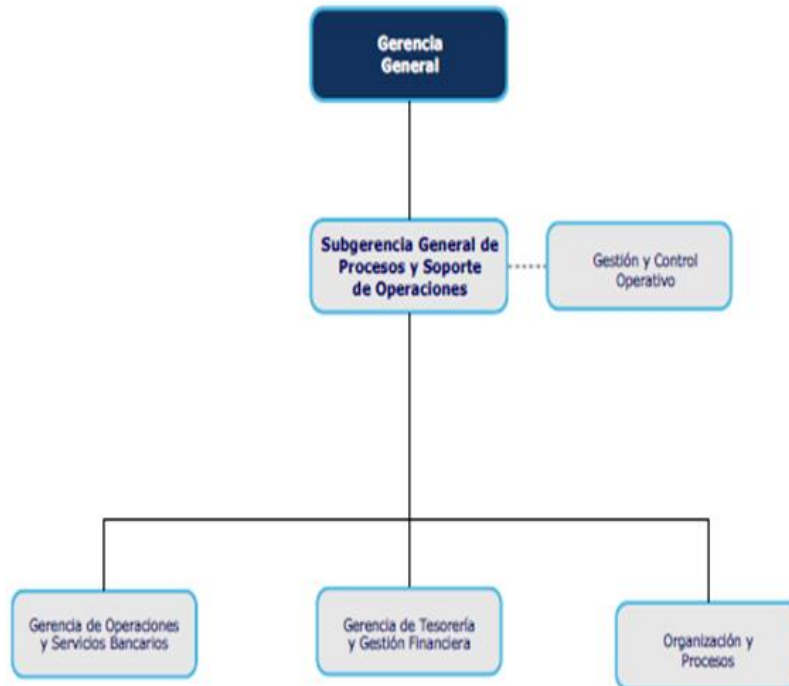 Gerencia
General
Subgerencia General de
Procesos y Soporte
de Operaciones
Gestión y Control
Operativo
Gerencia de Operaciones
y Servicios Bancarios
Gerencia de Tesorería
y Gestión Financiera
Organización y
Procesos